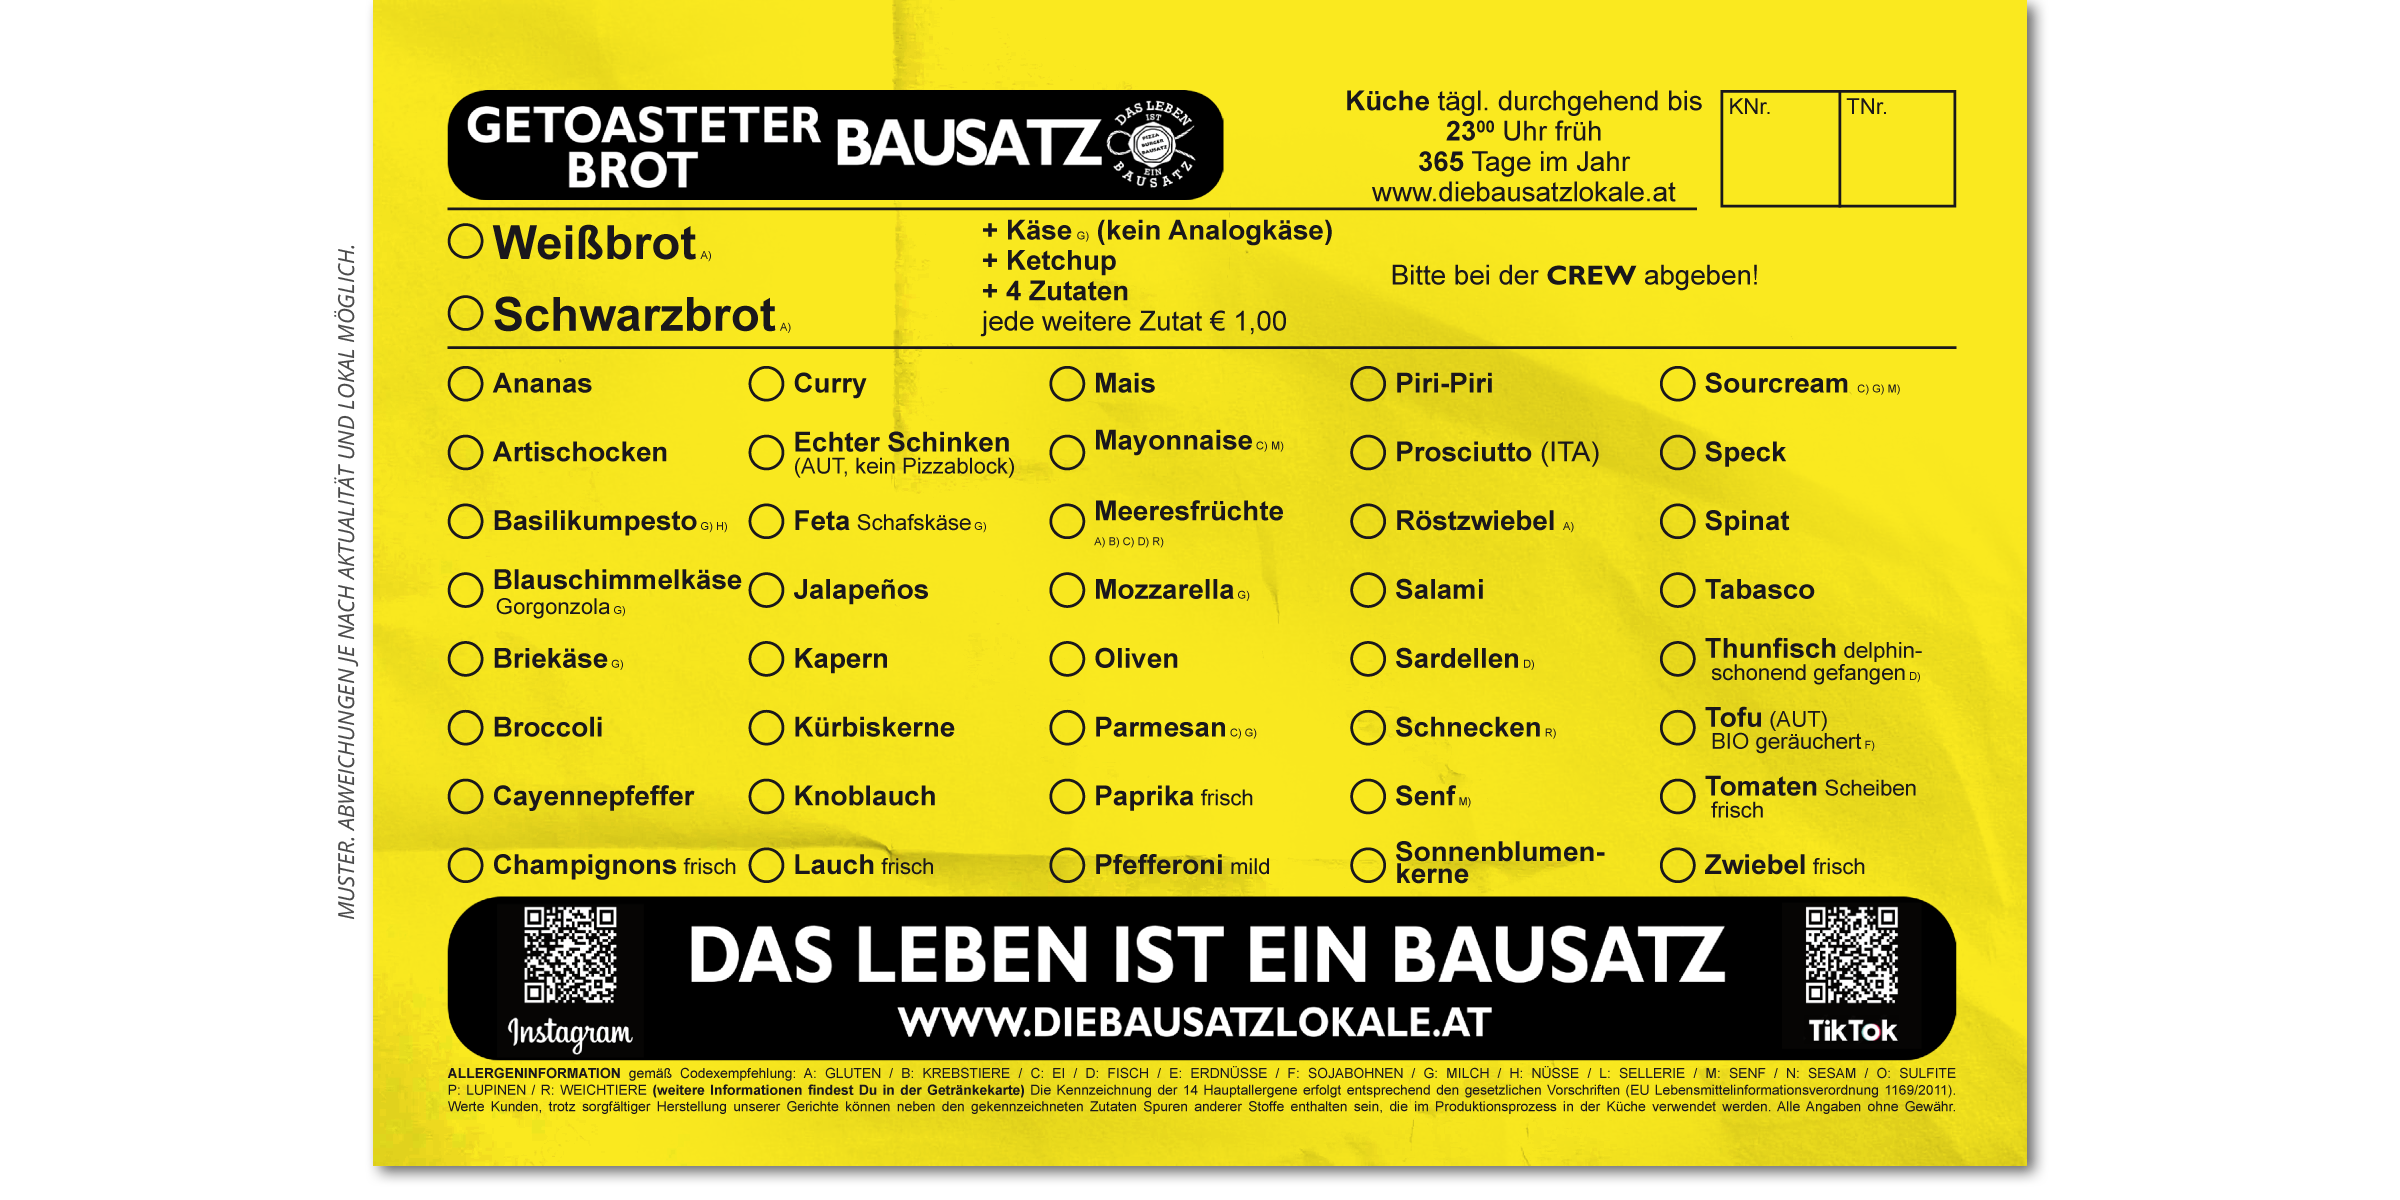 GETOASTETER
BROT
BAUSATZ
DAS LEBEN
IST
PIZZA
BURGER
BAUSATZ
EIN
BAUSATZ
Küche tägl. durchgehend bis
23⁰⁰ Uhr früh
365 Tage im Jahr
www.diebausatzlokale.at
KNr.
TNr.
Weißbrot A)
Schwarzbrot A)
+ Käse G) (kein Analogkäse)
+ Ketchup
+ 4 Zutaten
jede weitere Zutat € 1,00
Bitte bei der CREW abgeben!
Ananas
Artischocken
Basilikumpesto G) H)
Blauschimmelkäse
Gorgonzola G)
Briekäse G)
Broccoli
Cayennepfeffer
Champignons frisch
Curry
Echter Schinken
(AUT, kein Pizzablock)
Feta Schafskäse G)
Jalapeños
Kapern
Kürbiskerne
Knoblauch
Lauch frisch
Mais
Mayonnaise C) M)
Meeresfrüchte
A) B) C) D) R)
Mozzarella G)
Oliven
Parmesan C) G)
Paprika frisch
Pfefferoni mild
Piri-Piri
Prosciutto (ITA)
Röstzwiebel A)
Salami
Sardellen D)
Schnecken R)
Senf M)
Sonnenblumen-
kerne
Sourcream C) G) M)
Speck
Spinat
Tabasco
Thunfisch delphin-
schonend gefangen D)
Tofu (AUT)
BIO geräuchert F)
Tomaten Scheiben
frisch
Zwiebel frisch
DAS LEBEN IST EIN BAUSATZ
WWW.DIEBAUSATZLOKALE.AT
Instagram
TikTok
ALLERGENINFORMATION gemäß Codexempfehlung: A: GLUTEN / B: KREBSTIERE / C: EI / D: FISCH / E: ERDNÜSSE / F: SOJABOHNEN / G: MILCH / H: NÜSSE / L: SELLERIE / M: SENF / N: SESAM / O: SULFITE
P: LUPINEN / R: WEICHTIERE (weitere Informationen findest Du in der Getränkekarte) Die Kennzeichnung der 14 Hauptallergene erfolgt entsprechend den gesetzlichen Vorschriften (EU Lebensmittelinformationsverordnung 1169/2011).
Werte Kunden, trotz sorgfältiger Herstellung unserer Gerichte können neben den gekennzeichneten Zutaten Spuren anderer Stoffe enthalten sein, die im Produktionsprozess in der Küche verwendet werden. Alle Angaben ohne Gewähr.
MUSTER. ABWEICHUNGEN JE NACH AKTUALITÄT UND LOKAL MÖGLICH.